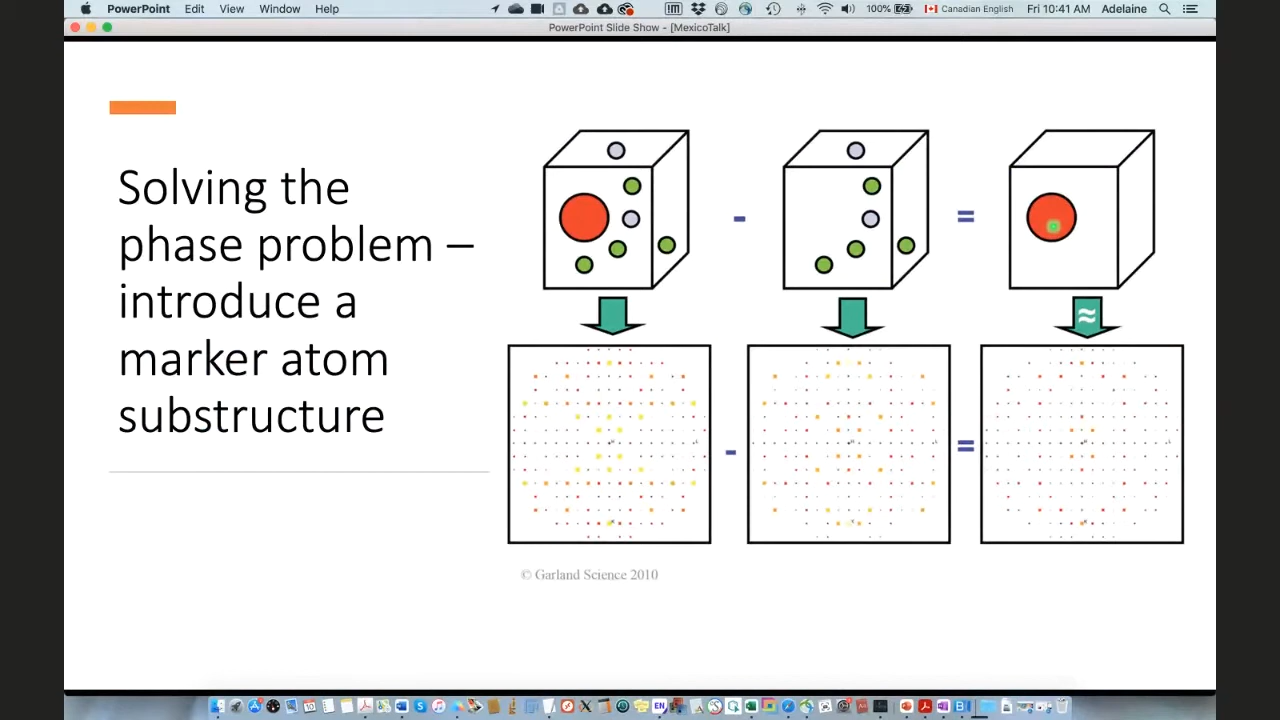 PowerPoint Edit View Window Help 100% Canadian English Fri 10:41 AM Adelaine
PowerPoint Slide Show - [MexicoTalk]
Solving the
phase problem –
introduce a
marker atom
substructure
-
=
≈
-
=
© Garland Science 2010
EN